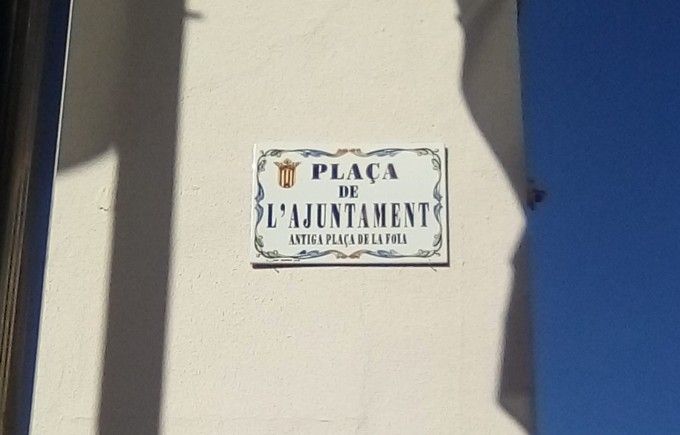 PLAÇA
DE
L'AJUNTAMENT
ANTIGA PLAÇA DE LA FOIA